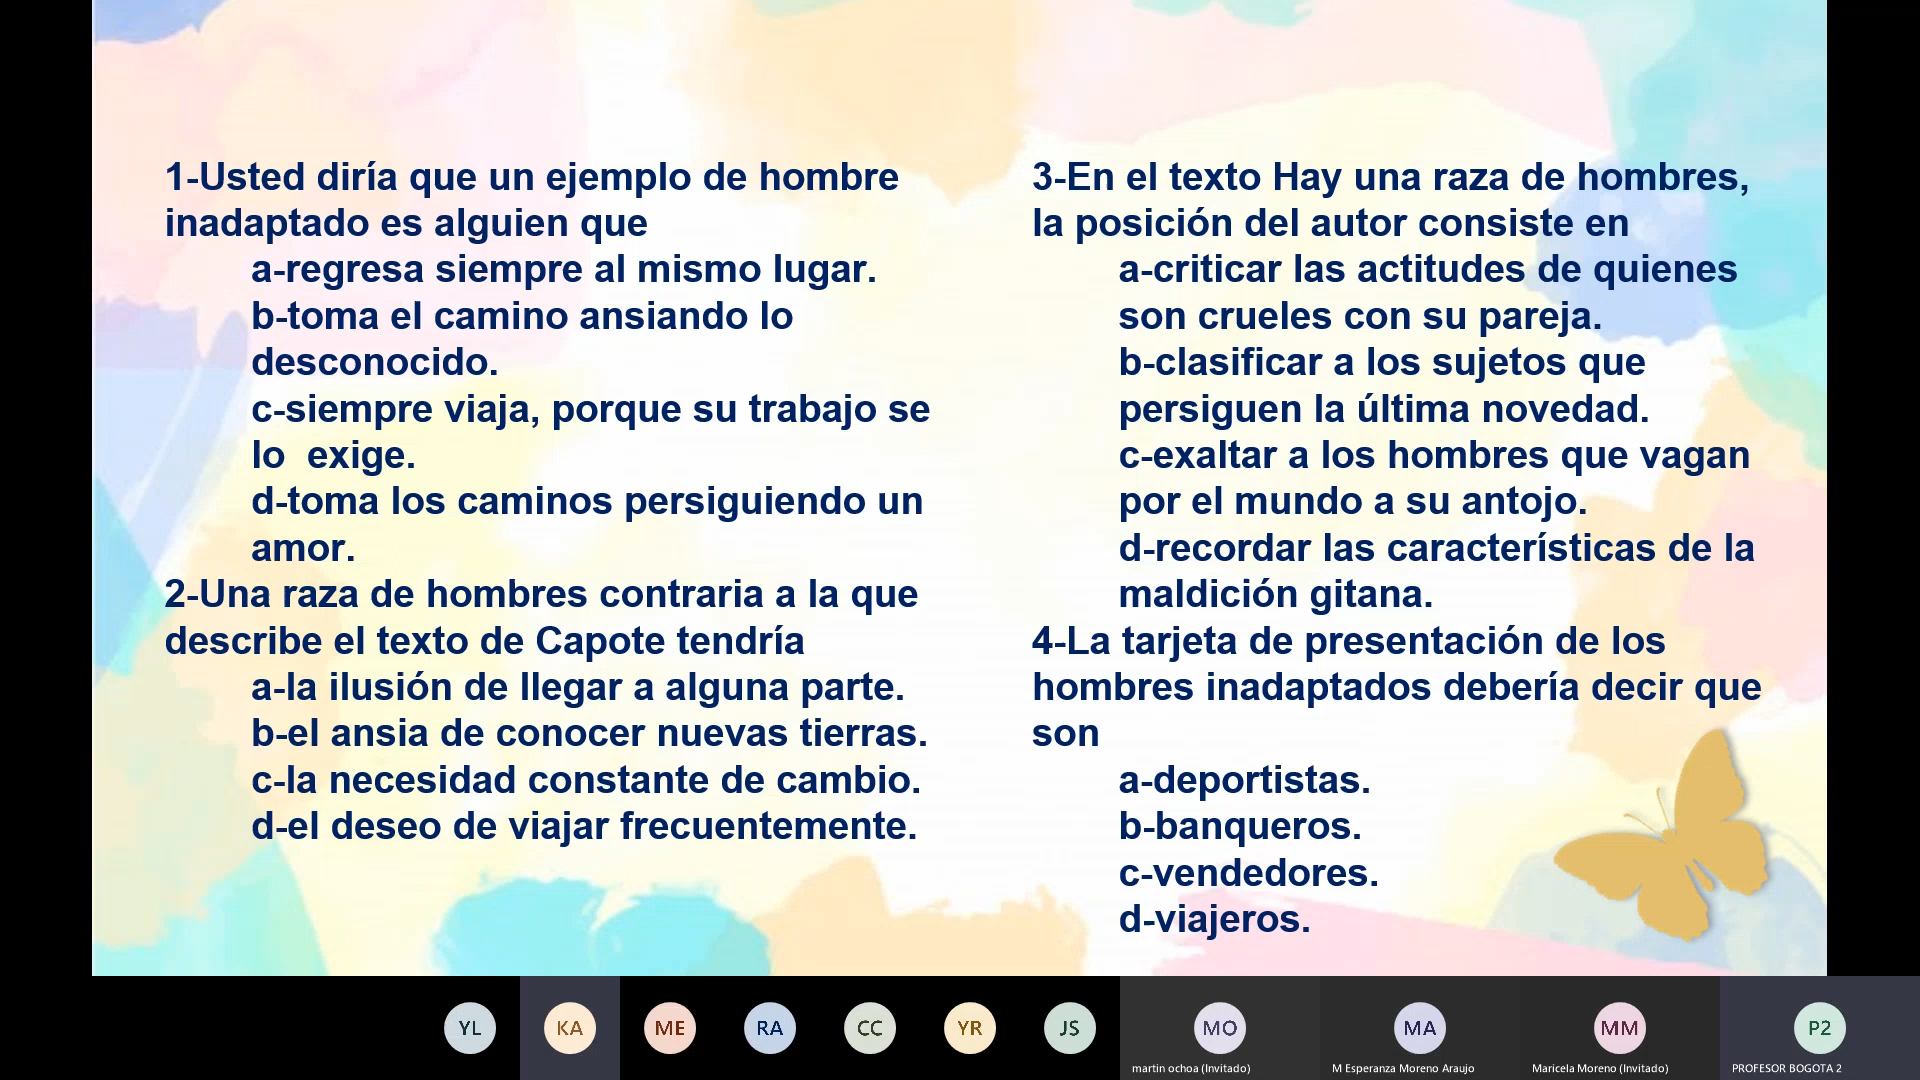 1-Usted diría que un ejemplo de hombre
inadaptado es alguien que
a-regresa siempre al mismo lugar.
b-toma el camino ansiando lo
desconocido.
c-siempre viaja, porque su trabajo se
lo  exige.
d-toma los caminos persiguiendo un
amor.
2-Una raza de hombres contraria a la que
describe el texto de Capote tendría
a-la ilusión de llegar a alguna parte.
b-el ansia de conocer nuevas tierras.
c-la necesidad constante de cambio.
d-el deseo de viajar frecuentemente.
3-En el texto Hay una raza de hombres,
la posición del autor consiste en
a-criticar las actitudes de quienes
son crueles con su pareja.
b-clasificar a los sujetos que
persiguen la última novedad.
c-exaltar a los hombres que vagan
por el mundo a su antojo.
d-recordar las características de la
maldición gitana.
4-La tarjeta de presentación de los
hombres inadaptados debería decir que
son
a-deportistas.
b-banqueros.
c-vendedores.
d-viajeros.
YL KA ME RA CC YR JS MO MA MM P2
martin ochoa (Invitado) M Esperanza Moreno Araujo Maricela Moreno (Invitado) PROFESOR BOGOTA 2